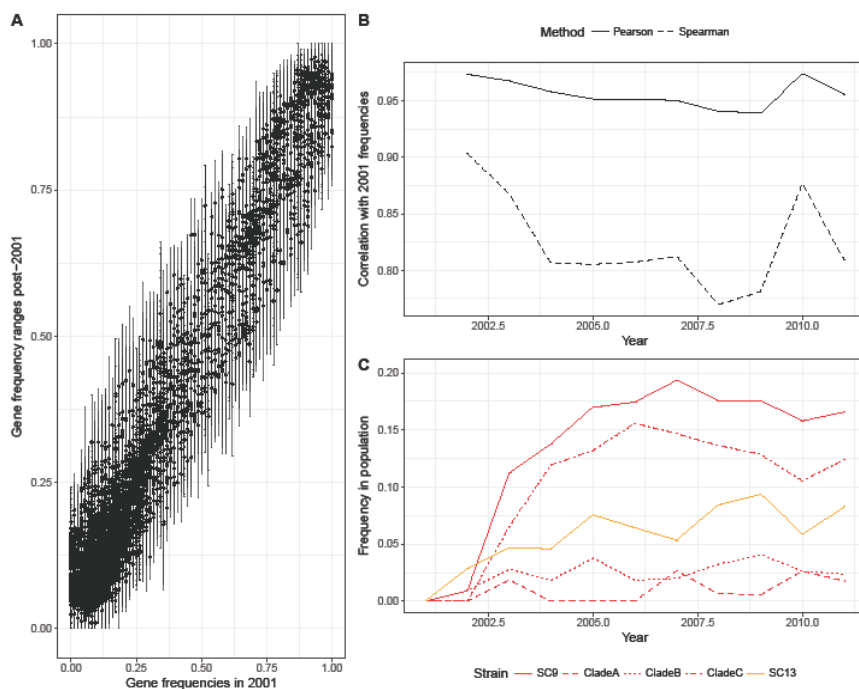 A
Gene frequency ranges post−2001
1.00
0.75
0.50
0.25
0.00
0.00 0.25 0.50 0.75 1.00
Gene frequencies in 2001
B
Method Pearson Spearman
Correlation with 2001 frequencies
0.95
0.90
0.85
0.80
2002.5 2005.0 2007.5 2010.0
Year
C
Frequency in population
0.20
0.15
0.10
0.05
0.00
2002.5 2005.0 2007.5 2010.0
Year
Strain SC9 CladeA CladeB CladeC SC13